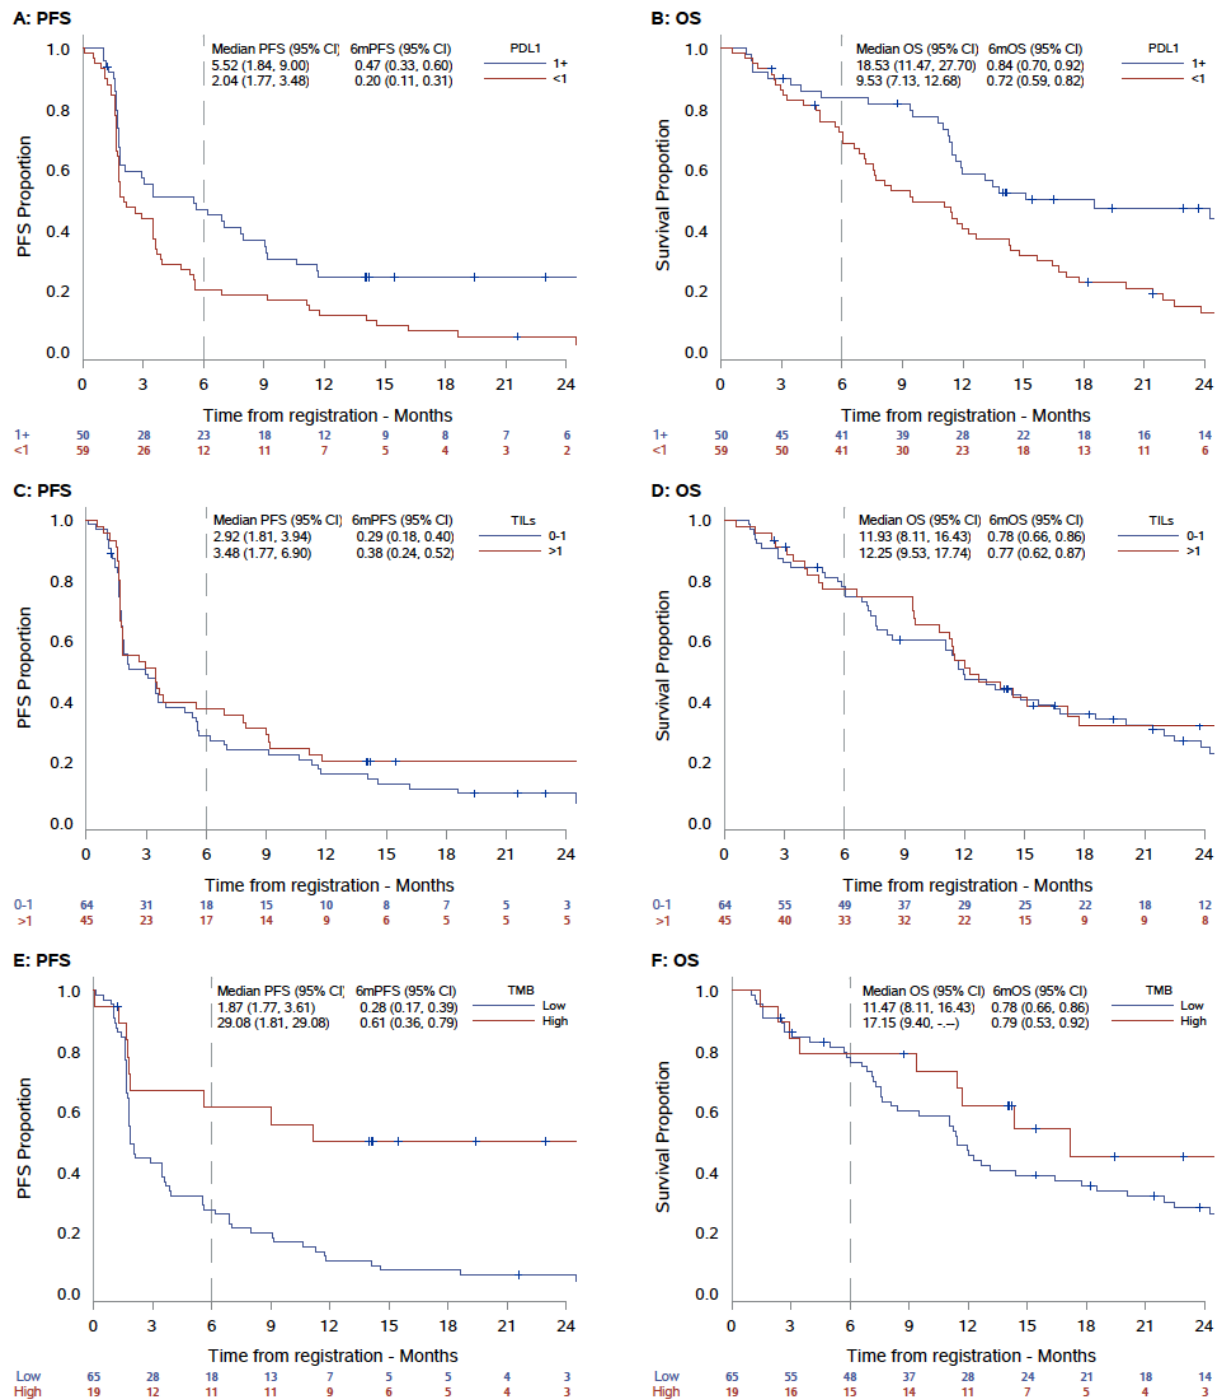 A: PFS
Median PFS (95% CI) 6mPFS (95% CI) PDL1
5.52 (1.84, 9.00) 0.47 (0.33, 0.60) 1+
2.04 (1.77, 3.48) 0.20 (0.11, 0.31) <1
PFS Proportion
1.0
0.8
0.6
0.4
0.2
0.0
0 3 6 9 12 15 18 21 24
Time from registration - Months
1+ 50 28 23 18 12 9 8 7 6
<1 59 26 12 11 7 5 4 3 2
B: OS
Median OS (95% CI) 6mOS (95% CI) PDL1
18.53 (11.47, 27.70) 0.84 (0.70, 0.92) 1+
9.53 (7.13, 12.68) 0.72 (0.59, 0.82) <1
Survival Proportion
1.0
0.8
0.6
0.4
0.2
0.0
0 3 6 9 12 15 18 21 24
Time from registration - Months
1+ 50 45 41 39 28 22 18 16 14
<1 59 50 41 30 23 18 13 11 6
C: PFS
Median PFS (95% CI) 6mPFS (95% CI) TILs
2.92 (1.81, 3.94) 0.29 (0.18, 0.40) 0-1
3.48 (1.77, 6.90) 0.38 (0.24, 0.52) >1
PFS Proportion
1.0
0.8
0.6
0.4
0.2
0.0
0 3 6 9 12 15 18 21 24
Time from registration - Months
0-1 64 31 18 15 10 8 7 5 3
>1 45 23 17 14 9 6 5 5 5
D: OS
Median OS (95% CI) 6mOS (95% CI) TILs
11.93 (8.11, 16.43) 0.78 (0.66, 0.86) 0-1
12.25 (9.53, 17.74) 0.77 (0.62, 0.87) >1
Survival Proportion
1.0
0.8
0.6
0.4
0.2
0.0
0 3 6 9 12 15 18 21 24
Time from registration - Months
0-1 64 55 49 37 29 25 22 18 12
>1 45 40 33 32 22 15 9 9 8
E: PFS
Median PFS (95% CI) 6mPFS (95% CI) TMB
1.87 (1.77, 3.61) 0.28 (0.17, 0.39) Low
29.08 (1.81, 29.08) 0.61 (0.36, 0.79) High
PFS Proportion
1.0
0.8
0.6
0.4
0.2
0.0
0 3 6 9 12 15 18 21 24
Time from registration - Months
Low 65 28 18 13 7 5 5 4 3
High 19 12 11 11 9 6 5 4 3
F: OS
Median OS (95% CI) 6mOS (95% CI) TMB
11.47 (8.11, 16.43) 0.78 (0.66, 0.86) Low
17.15 (9.40, -.--) 0.79 (0.53, 0.92) High
Survival Proportion
1.0
0.8
0.6
0.4
0.2
0.0
0 3 6 9 12 15 18 21 24
Time from registration - Months
Low 65 55 48 37 28 24 21 18 14
High 19 16 15 14 11 7 5 4 3